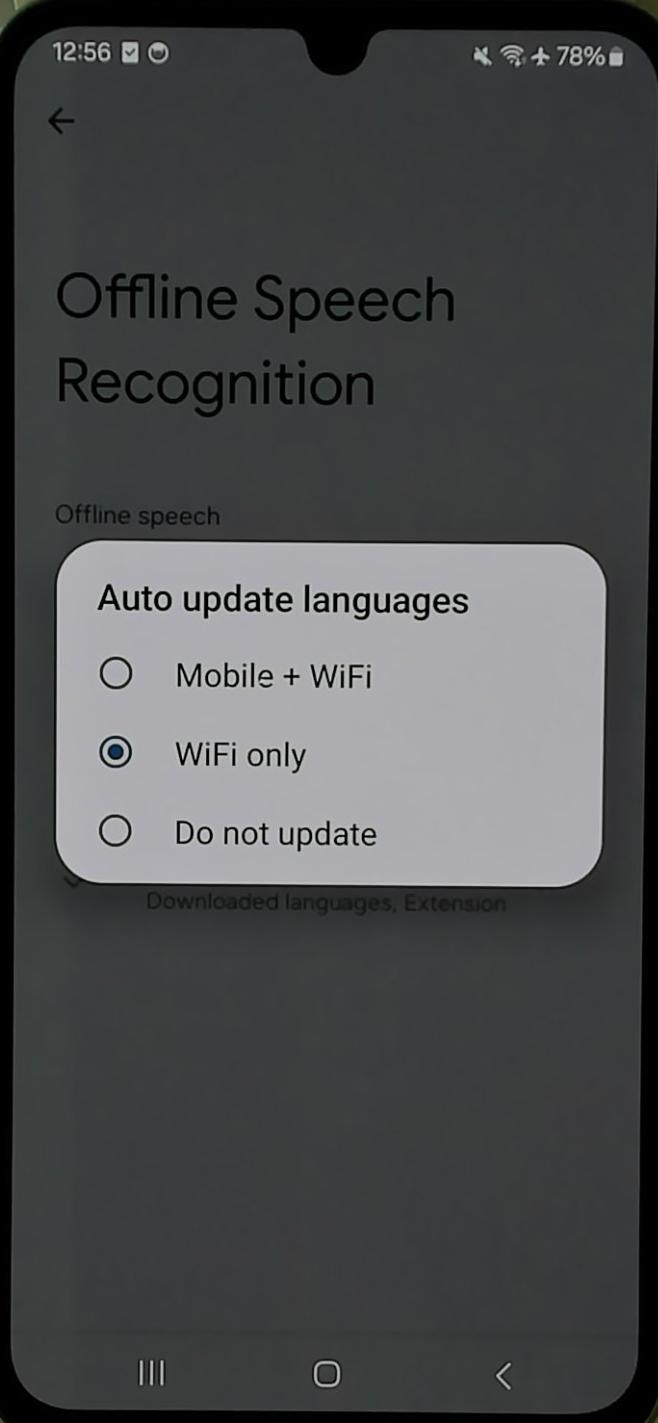 12:56 78%
Offline Speech
Recognition
Offline speech
Auto update languages
Mobile + WiFi
WiFi only
Do not update
Downloaded languages, Extension